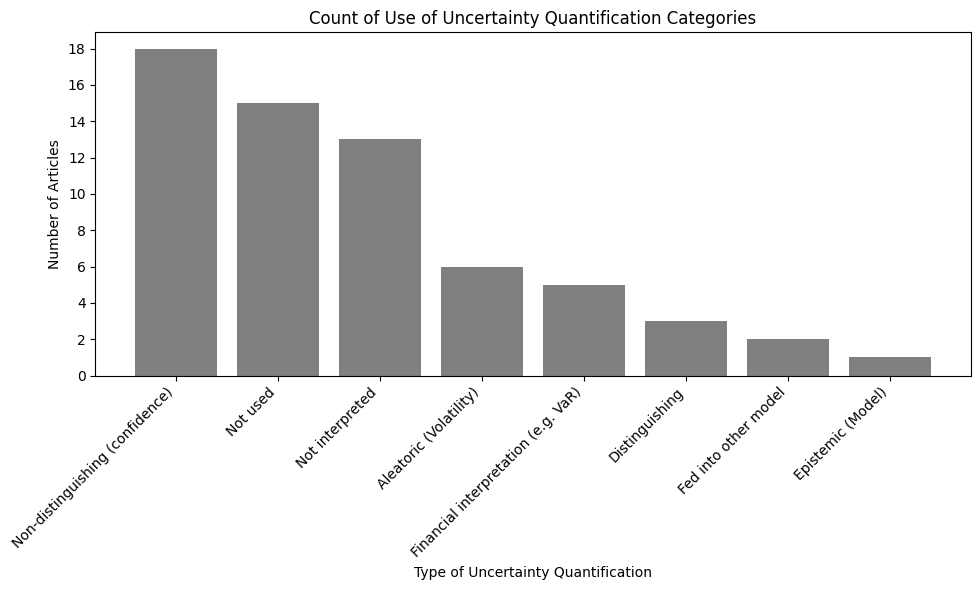 Count of Use of Uncertainty Quantification Categories
Number of Articles
18
16
14
12
10
8
6
4
2
0
Non-distinguishing (confidence)
Not used
Not interpreted
Aleatoric (Volatility)
Financial interpretation (e.g. VaR)
Distinguishing
Fed into other model
Epistemic (Model)
Type of Uncertainty Quantification